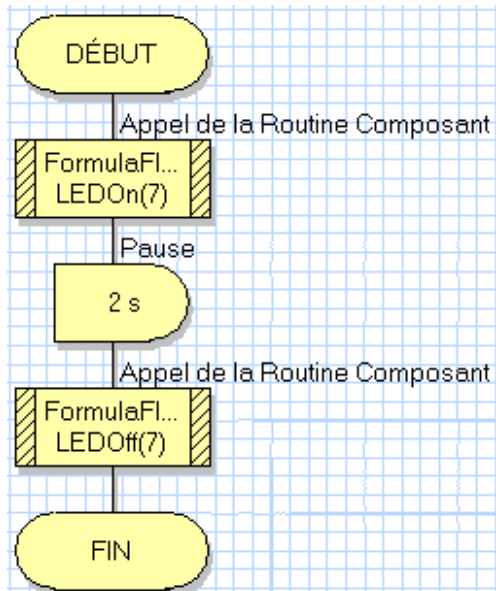 DÉBUT
Appel de la Routine Composant
FormulaFl...
LEDOn(7)
Pause
2 s
Appel de la Routine Composant
FormulaFl...
LEDOff(7)
FIN